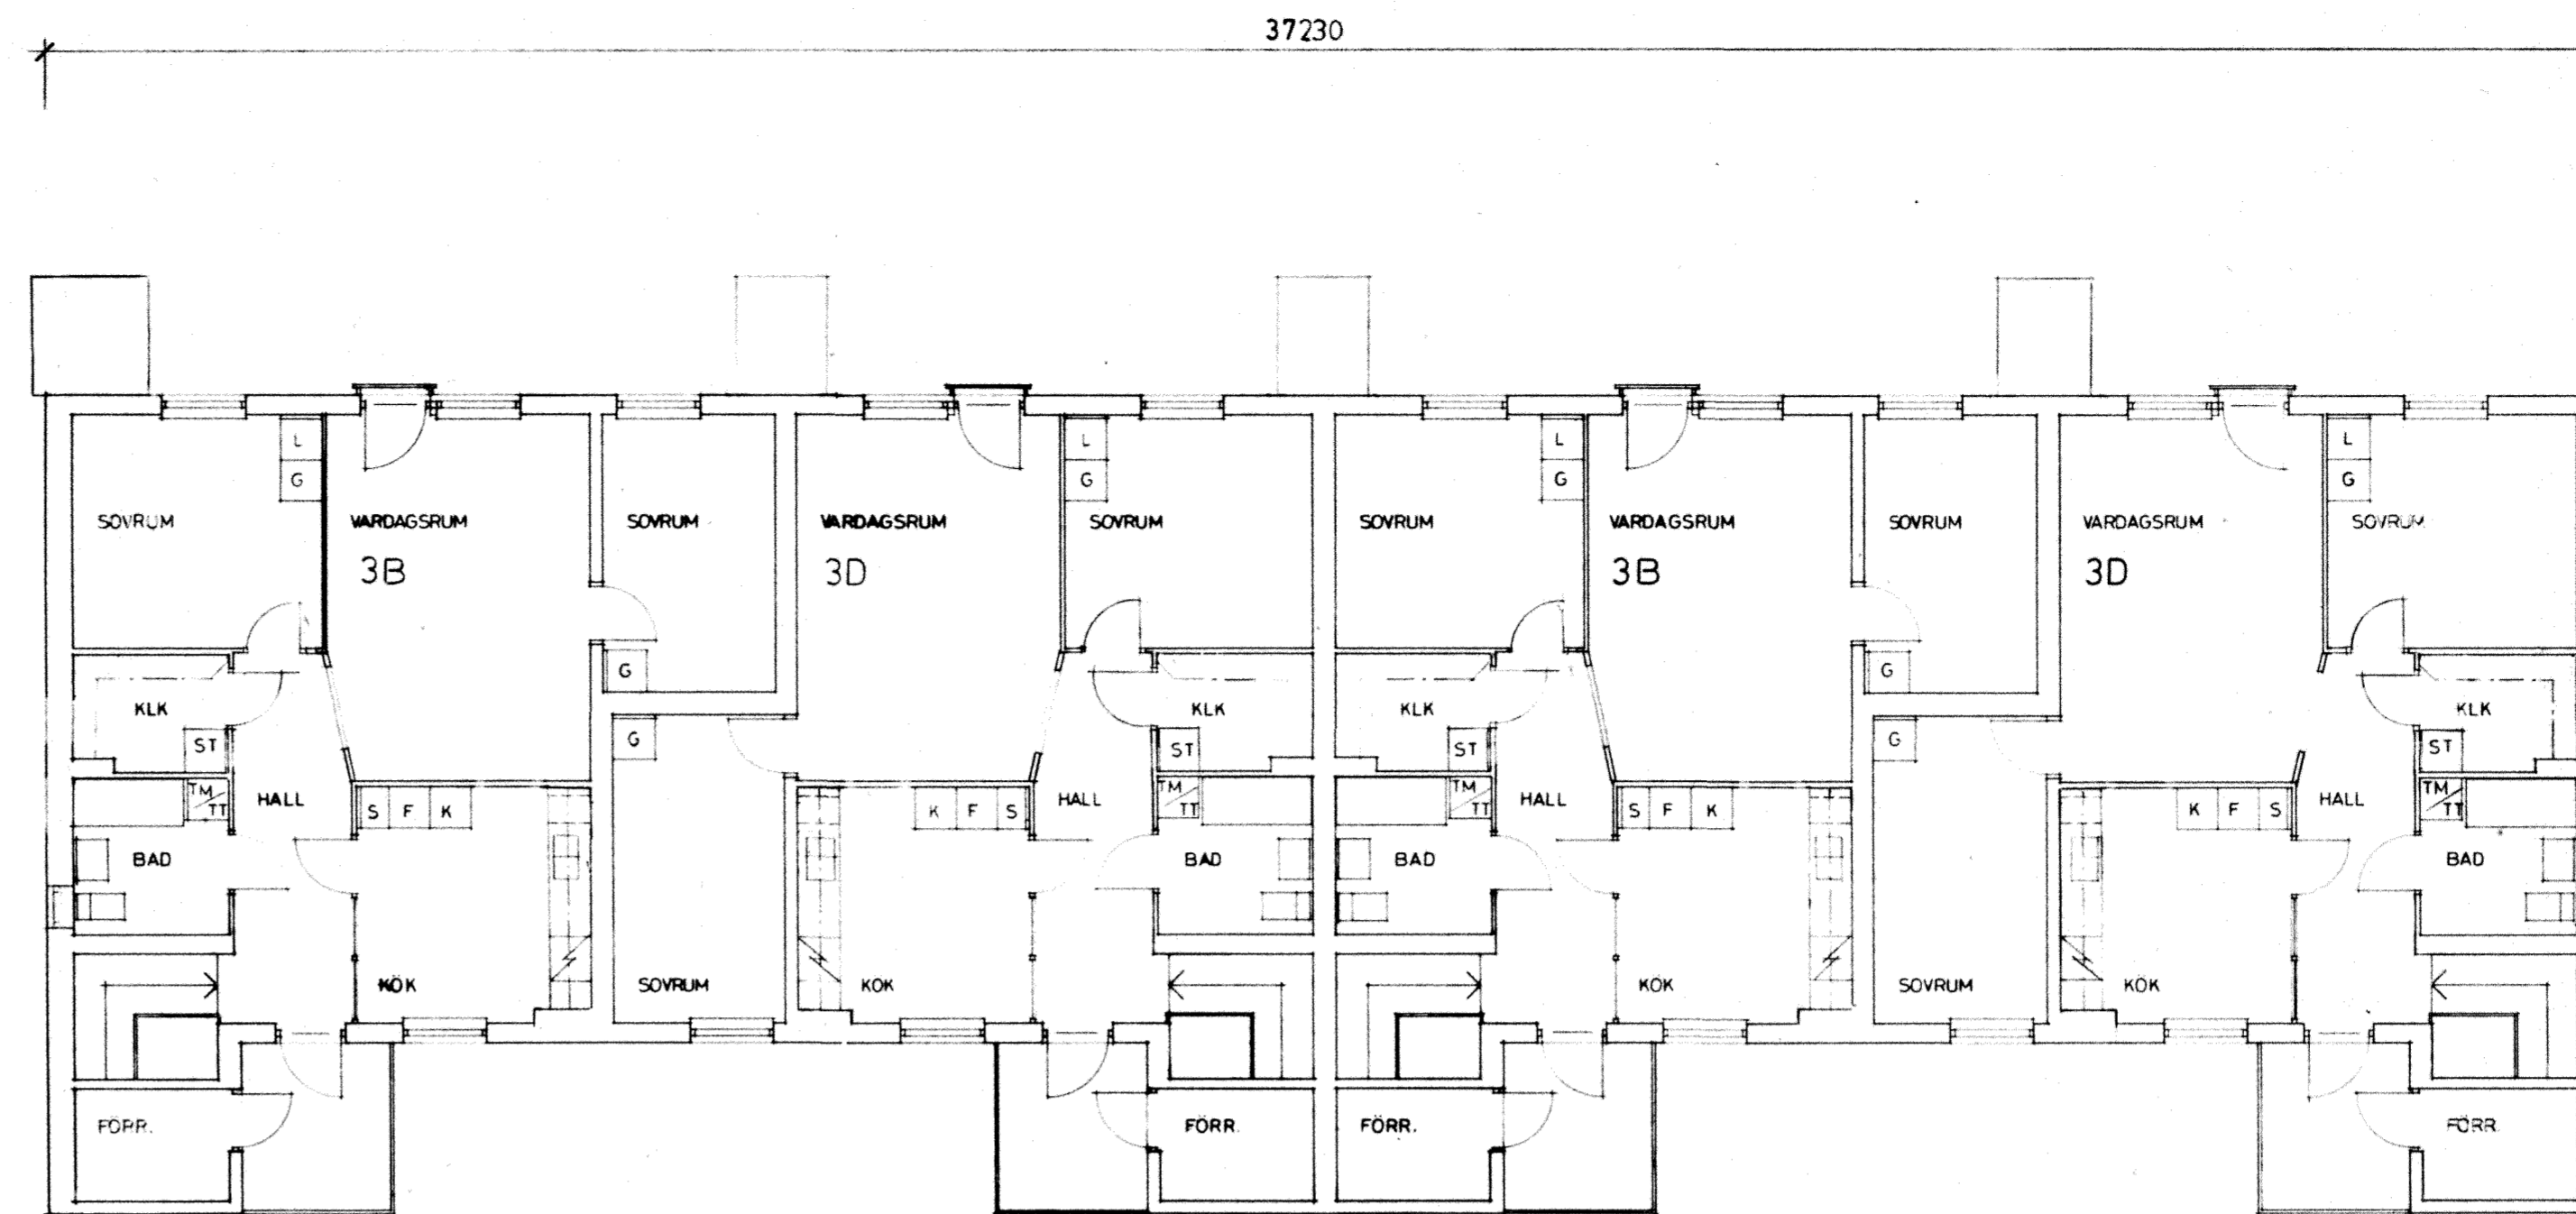 37230
L L L L
G G G G
SOVRUM VARDAGSRUM SOVRUM VARDAGSRUM SOVRUM SOVRUM VARDAGSRUM SOVRUM VARDAGSRUM SOVRUM
3B 3D 3B 3D
G G
KLK KLK KLK KLK
G G
ST ST ST ST
TM TM TM TM
TT TT TT TT
HALL HALL HALL HALL
S F K K F S S F K K F S
BAD BAD BAD BAD
KÖK SOVRUM KÖK KÖK SOVRUM KÖK
FÖRR. FÖRR. FÖRR. FÖRR.